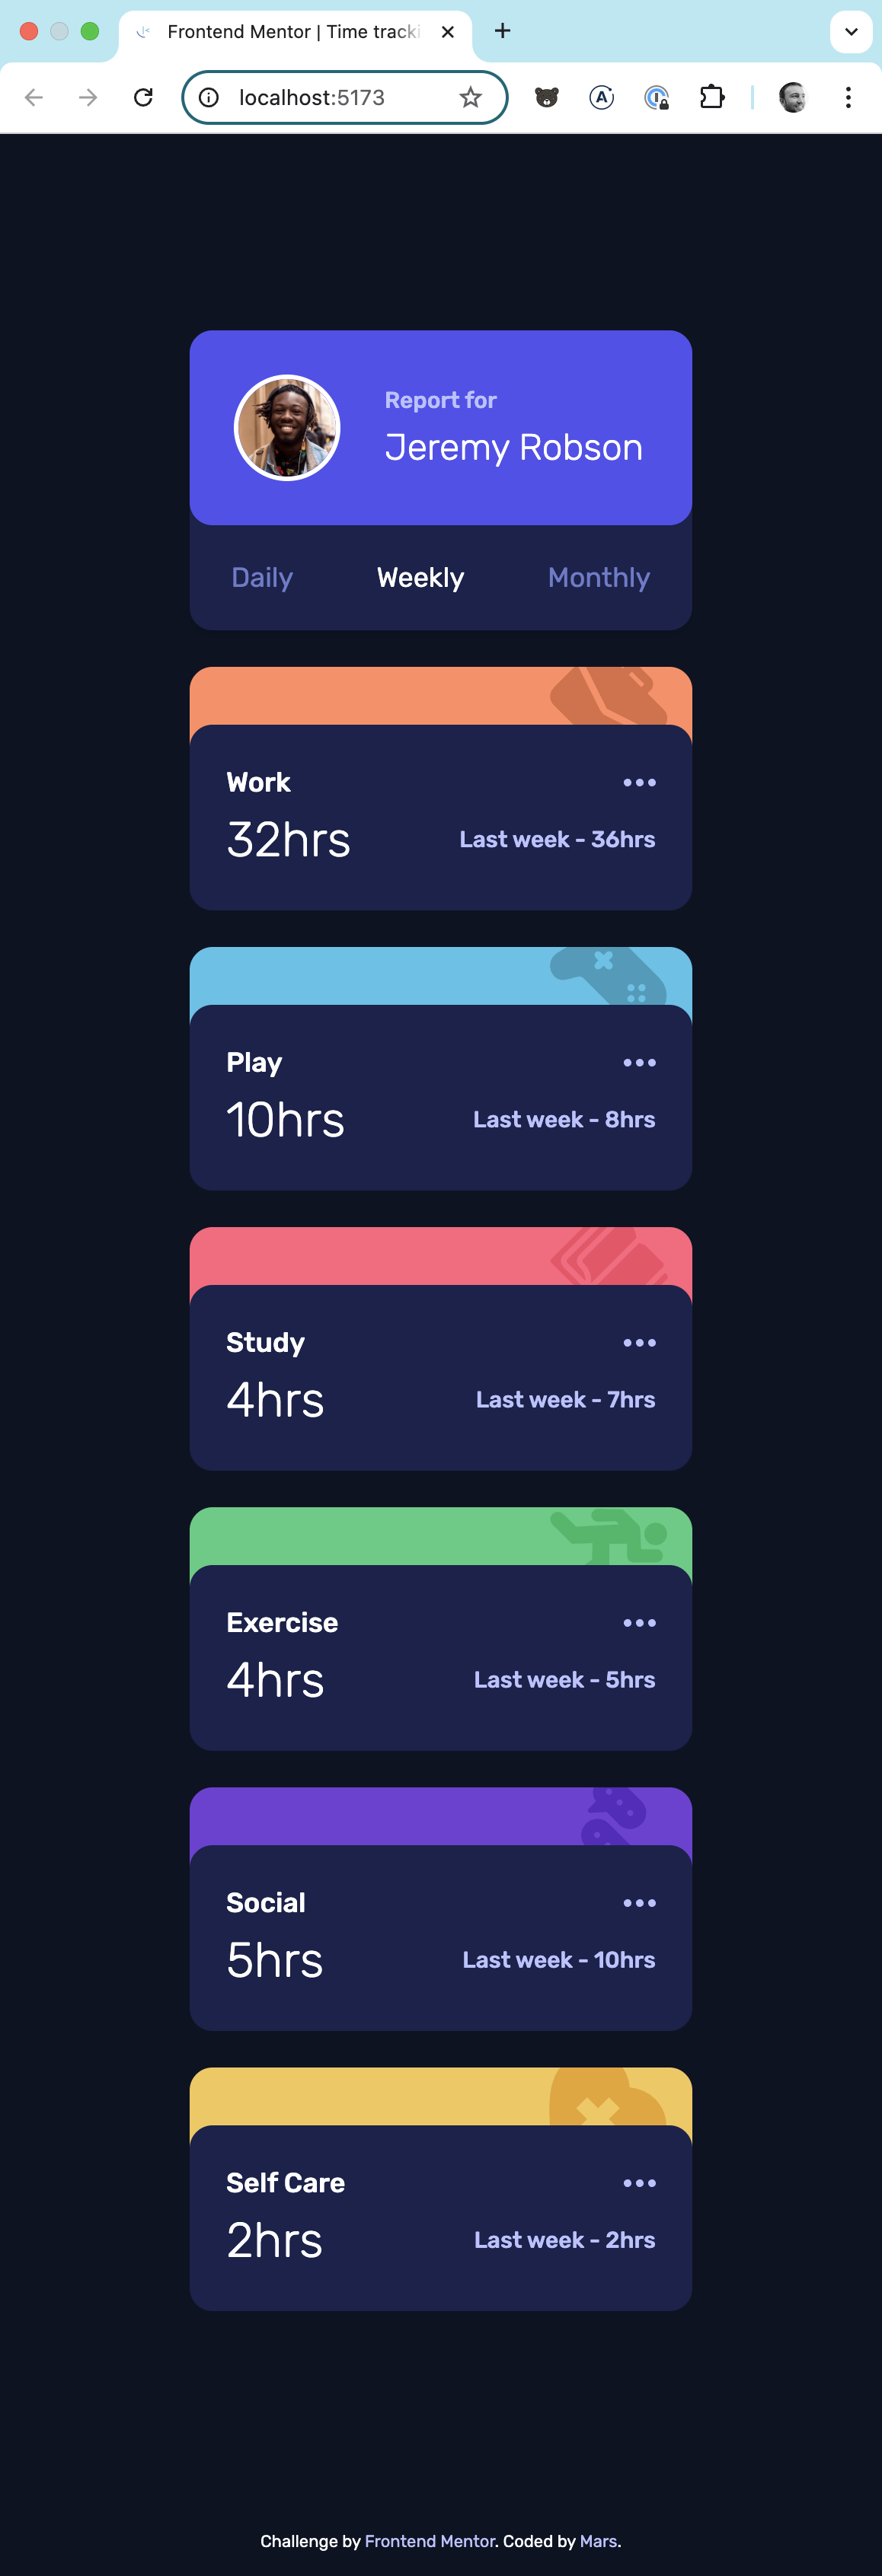 Frontend Mentor | Time tracki
localhost:5173
Report for
Jeremy Robson
Daily Weekly Monthly
Work
32hrs Last week - 36hrs
Play
10hrs Last week - 8hrs
Study
4hrs Last week - 7hrs
Exercise
4hrs Last week - 5hrs
Social
5hrs Last week - 10hrs
Self Care
2hrs Last week - 2hrs
Challenge by Frontend Mentor. Coded by Mars.